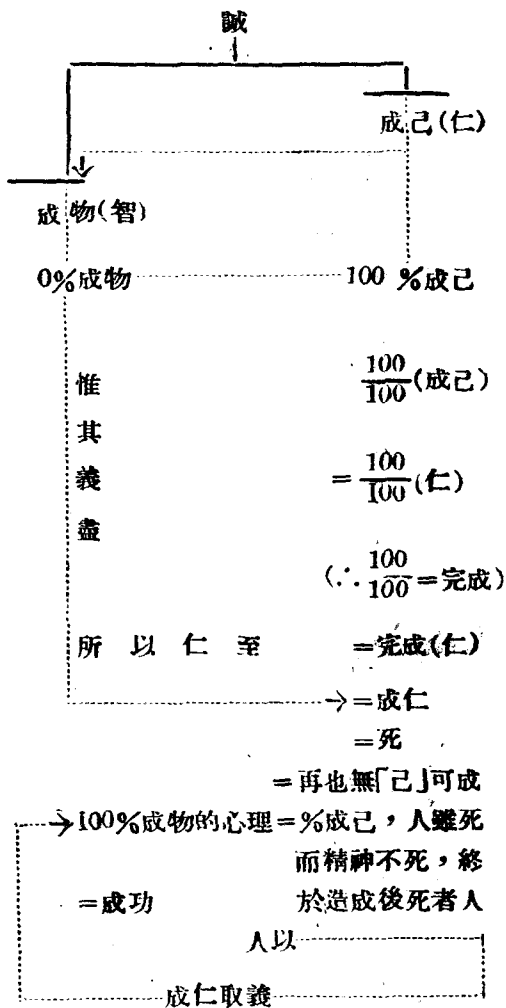 誠
成己(仁)
成物(智)
0%成物 100 %成己
惟其義盡
100/100(成己)
=100/100(仁)
(∴100/100=完成)
所以仁至 =完成(仁)
→=成仁
=死
=再也無「己」可成
→100%成物的心理=%成己，人雖死
而精神不死，終
=成功 於造成後死者人
人以
成仁取義